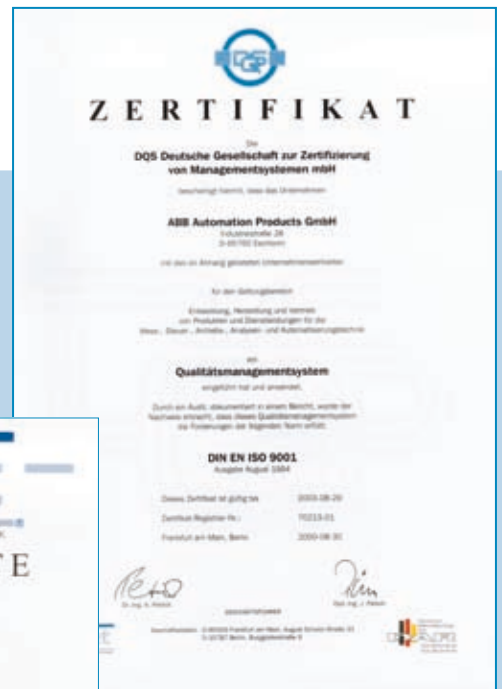 DQS
ZERTIFIKAT
Die
DQS Deutsche Gesellschaft zur Zertifizierung
von Managementsystemen mbH
bescheinigt hiermit, dass das Unternehmen
ABB Automation Products GmbH
Industriestraße 28
D-65760 Eschborn
mit den im Anhang gelisteten Unternehmenseinheiten
für den Geltungsbereich
Entwicklung, Herstellung und Vertrieb
von Produkten und Dienstleistungen für die
Mess-, Steuer-, Antriebs-, Analysen- und Automatisierungstechnik
ein
Qualitätsmanagementsystem
eingeführt hat und anwendet.
Durch ein Audit, dokumentiert in einem Bericht, wurde der
Nachweis erbracht, dass dieses Qualitätsmanagementsystem
die Forderungen der folgenden Norm erfüllt:
DIN EN ISO 9001
Ausgabe August 1994
Dieses Zertifikat ist gültig bis 2003-08-29
Zertifikat-Registrier-Nr.: 70213-01
Frankfurt am Main, Berlin 2000-08-30
GESCHÄFTSFÜHRER
TE